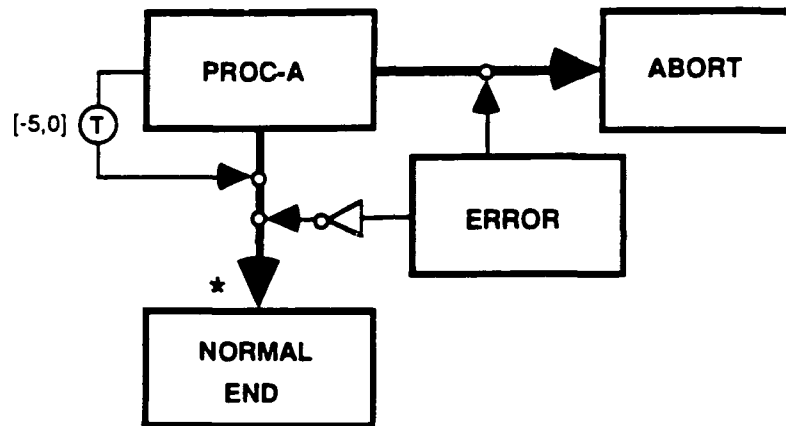 PROC-A
ABORT
[-5,0]
T
ERROR
*
NORMAL
END